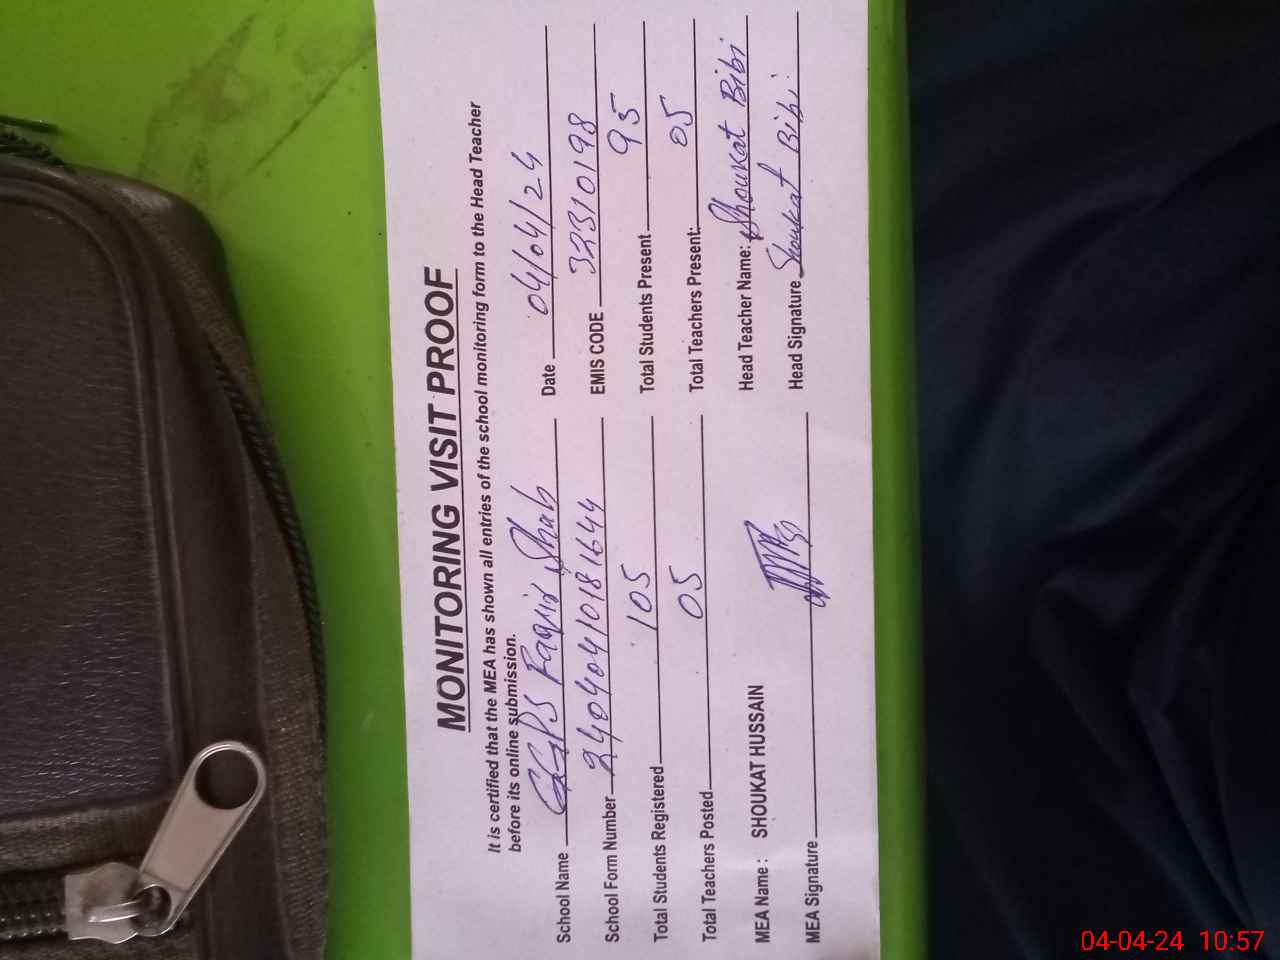 MONITORING VISIT PROOF
It is certified that the MEA has shown all entries of the school monitoring form to the Head Teacher
before its online submission.
School Name GGPS Faqir Shah Date 04/04/24
School Form Number 24040410181644 EMIS CODE 32310198
Total Students Registered 105 Total Students Present 95
Total Teachers Posted 05 Total Teachers Present: 05
MEA Name : SHOUKAT HUSSAIN Head Teacher Name: Shoukat Bibi
MEA Signature Head Signature Shoukat Bibi
04-04-24 10:57